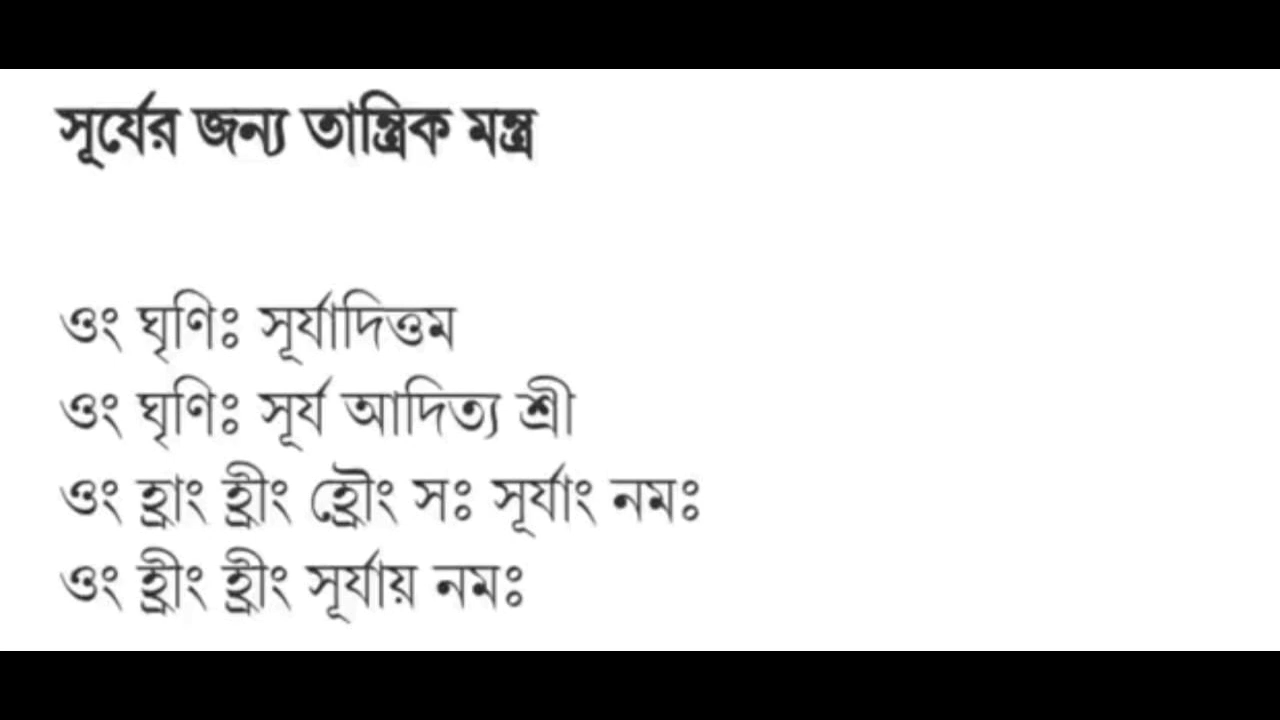 সূর্যের জন্য তান্ত্রিক মন্ত্র
ওং ঘৃণিঃ সূর্যাদিত্তম
ওং ঘৃণিঃ সূর্য আদিত্য শ্রী
ওং হ্রাং হ্রীং হ্রৌং সঃ সূর্যাং নমঃ
ওং হ্রীং হ্রীং সূর্যায় নমঃ